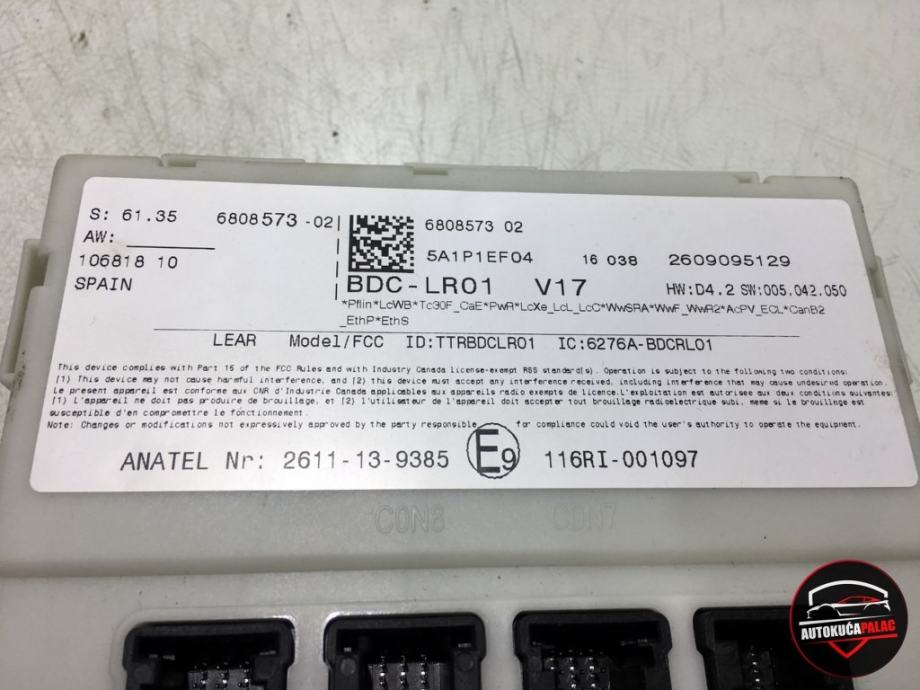 S: 61.35
6808573 -02
AW:
106818 10
SPAIN
6808573 02
5A1P1EF04
16 038
2609095129
BDC-LR01 V17
HW:D4.2 SW:005.042.050
*Pflin*LcWB*Tc30F_CaE*PwR*LcXe_LcL_LcC*WwSRA*WwF_WwR2*AcPV_ECL*CanB2
_EthP*EthS
LEAR Model/FCC ID:TTRBDCLR01 IC:6276A-BDCRL01
This device complies with Part 15 of the FCC Rules and with Industry Canada license-exempt RSS standard(s). Operation is subject to the following two conditions:
(1) This device may not cause harmful interference, and (2) this device must accept any interference received, including interference that may cause undesired operation.
Le present appareil est conforme aux CNR d'Industrie Canada applicables aux appareils radio exempts de licence.L'exploitation est autorisee aux deux conditions suivantes:
(1) L'appareil ne doit pas produire de brouillage, et (2) l'utilisateur de l'appareil doit accepter tout brouillage radioelectrique subi, meme si le brouillage est
susceptible d'en comprometttre le fonctionnement.
Note: Changes or modifications not expressively approved by the party responsible for compliance could void the user's authority to operate the equipment.
ANATEL Nr: 2611-13-9385
E9
116RI-001097
CON8
CON7
AUTOKUĆAPALAC